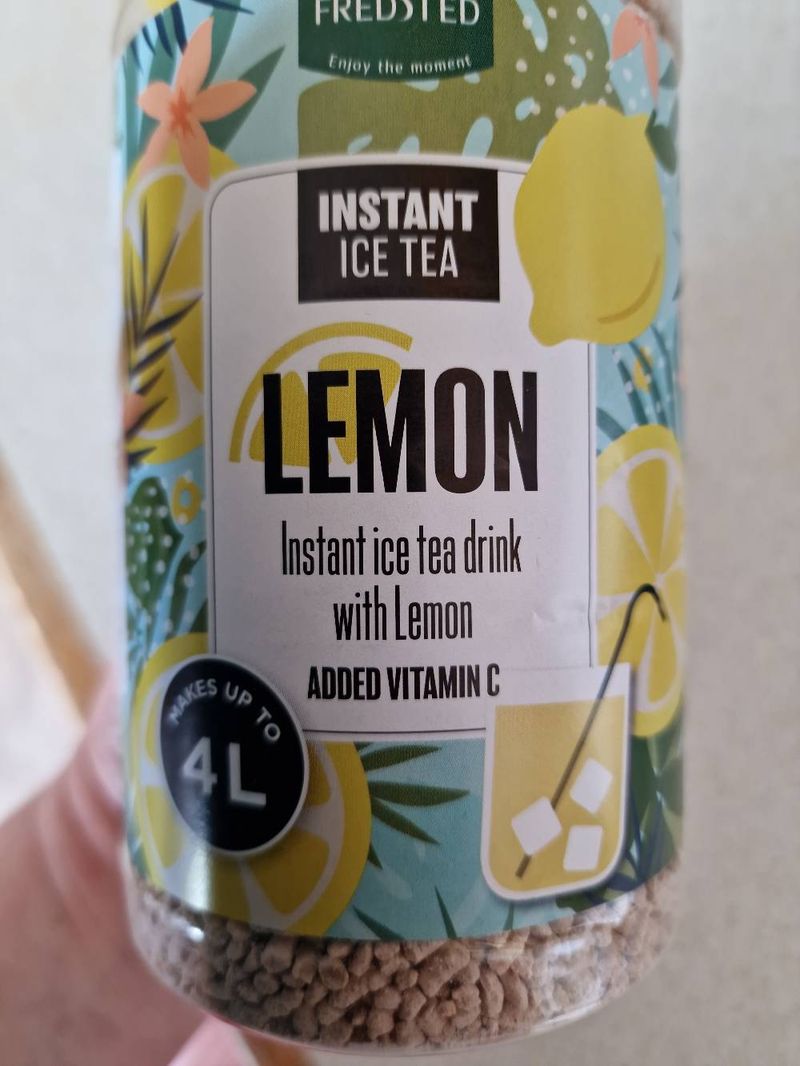 FREDSTED
Enjoy the moment
INSTANT
ICE TEA
LEMON
Instant ice tea drink
with Lemon
ADDED VITAMIN C
MAKES UP TO
4L